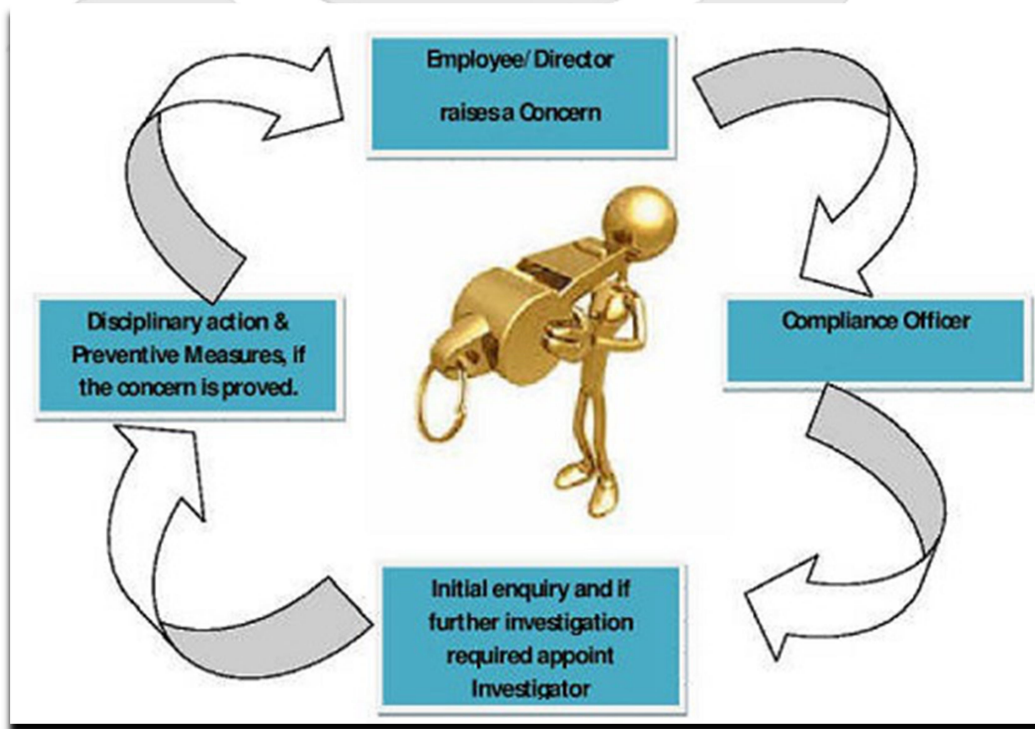 Employee/ Director
raises a Concern
Compliance Officer
Initial enquiry and if
further investigation
required appoint
Investigator
Disciplinary action &
Preventive Measures, if
the concern is proved.